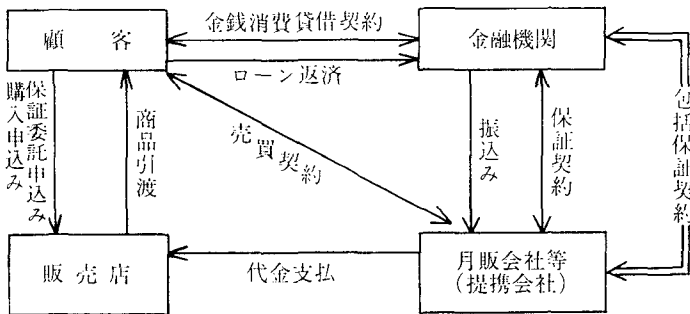 顧客
金銭消費貸借契約
金融機関
ローン返済
保証委託申込み
購入申込み
商品引渡
売買契約
振込み
保証契約
包括保証契約
販売店
代金支払
月販会社等
(提携会社)